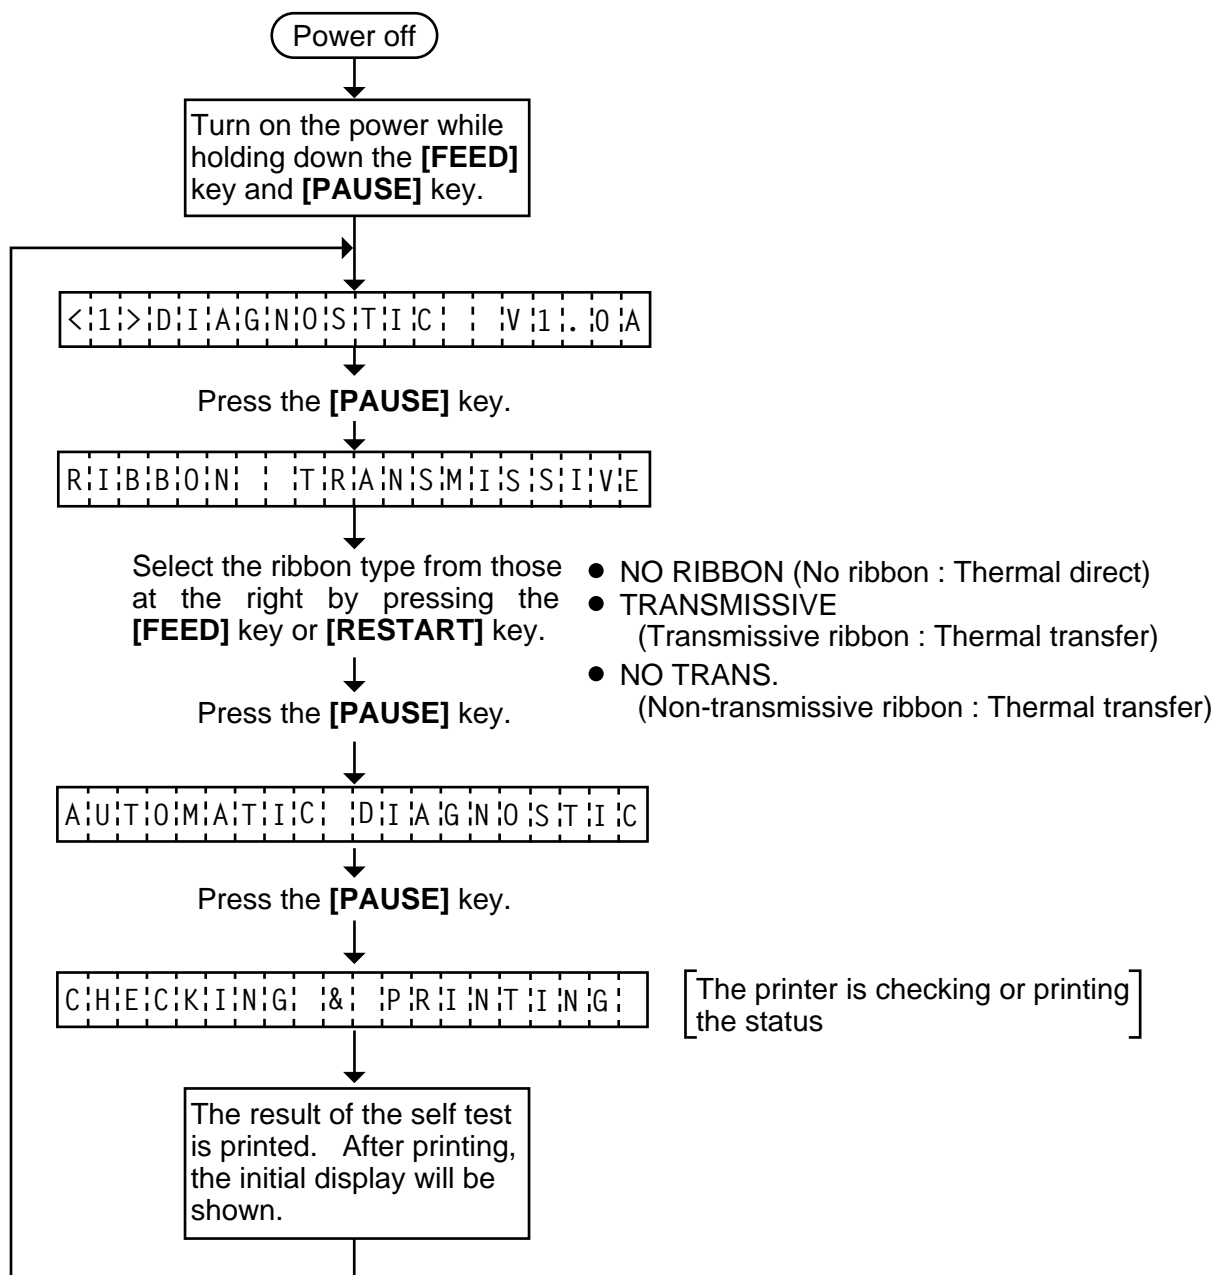 Power off
Turn on the power while
holding down the [FEED]
key and [PAUSE] key.
<1>DIAGNOSTIC  V1.0A
Press the [PAUSE] key.
RIBBON  TRANSMISSIVE
Select the ribbon type from those
at the right by pressing the
[FEED] key or [RESTART] key.
● NO RIBBON (No ribbon : Thermal direct)
● TRANSMISSIVE
(Transmissive ribbon : Thermal transfer)
● NO TRANS.
(Non-transmissive ribbon : Thermal transfer)
Press the [PAUSE] key.
AUTOMATIC DIAGNOSTIC
Press the [PAUSE] key.
CHECKING & PRINTING
[The printer is checking or printing
the status]
The result of the self test
is printed.   After printing,
the initial display will be
shown.